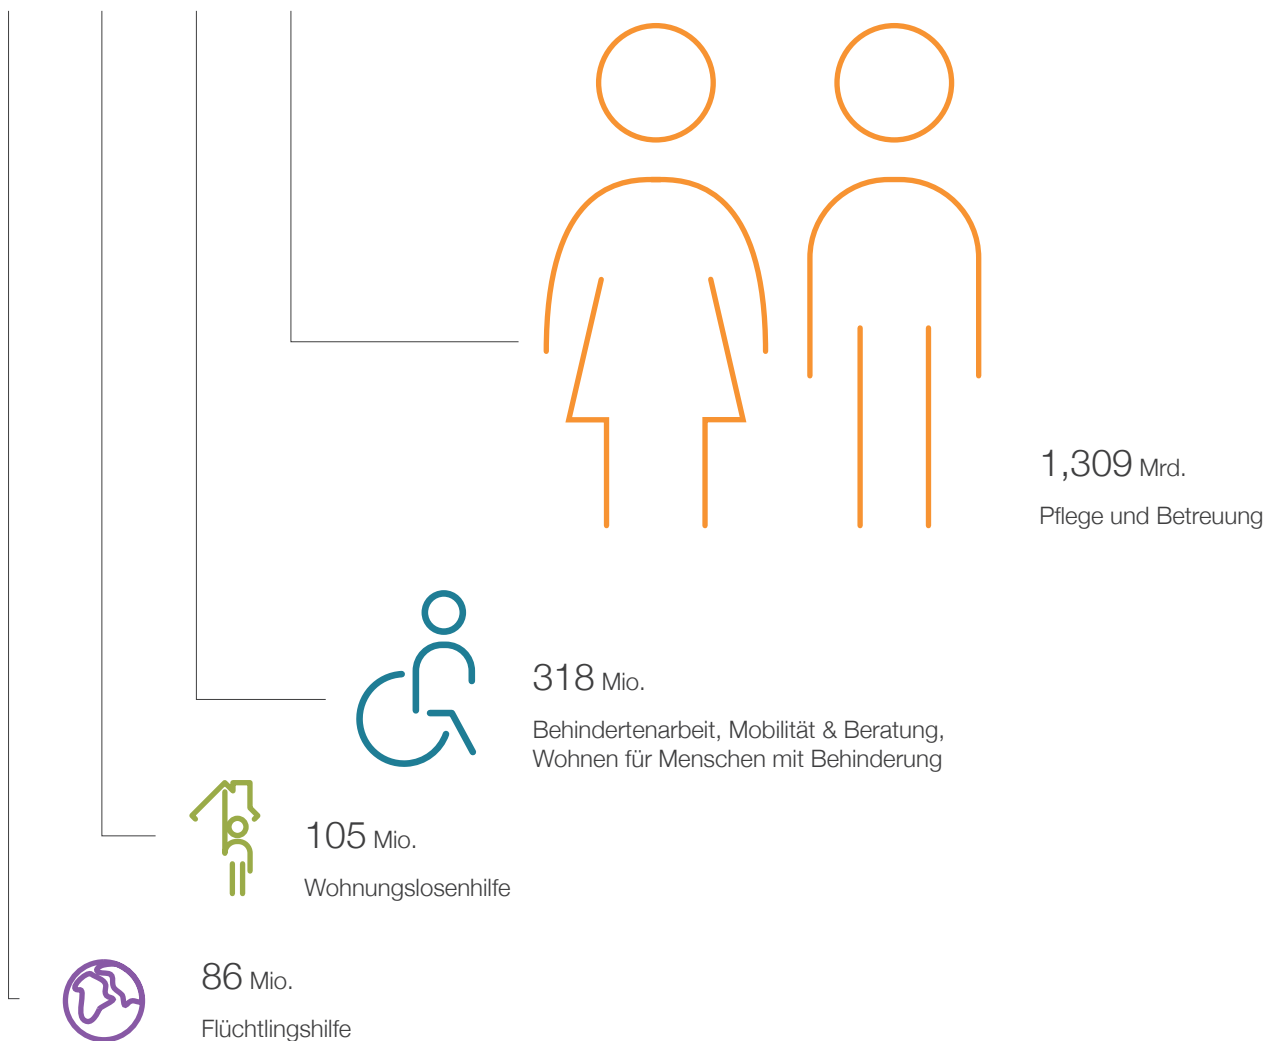 1,309 Mrd.
Pflege und Betreuung
318 Mio.
Behindertenarbeit, Mobilität & Beratung,
Wohnen für Menschen mit Behinderung
105 Mio.
Wohnungslosenhilfe
86 Mio.
Flüchtlingshilfe